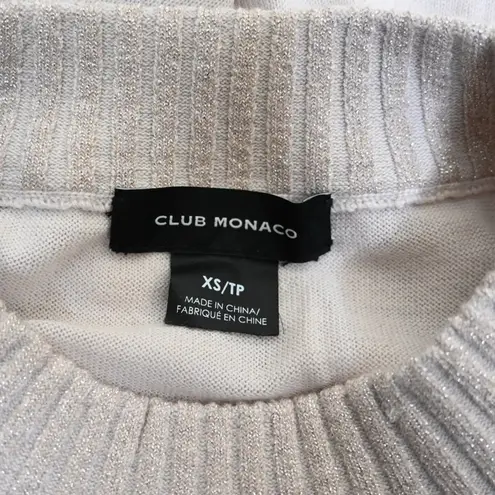 CLUB MONACO
XS/TP
MADE IN CHINA/
FABRIQUÉ EN CHINE